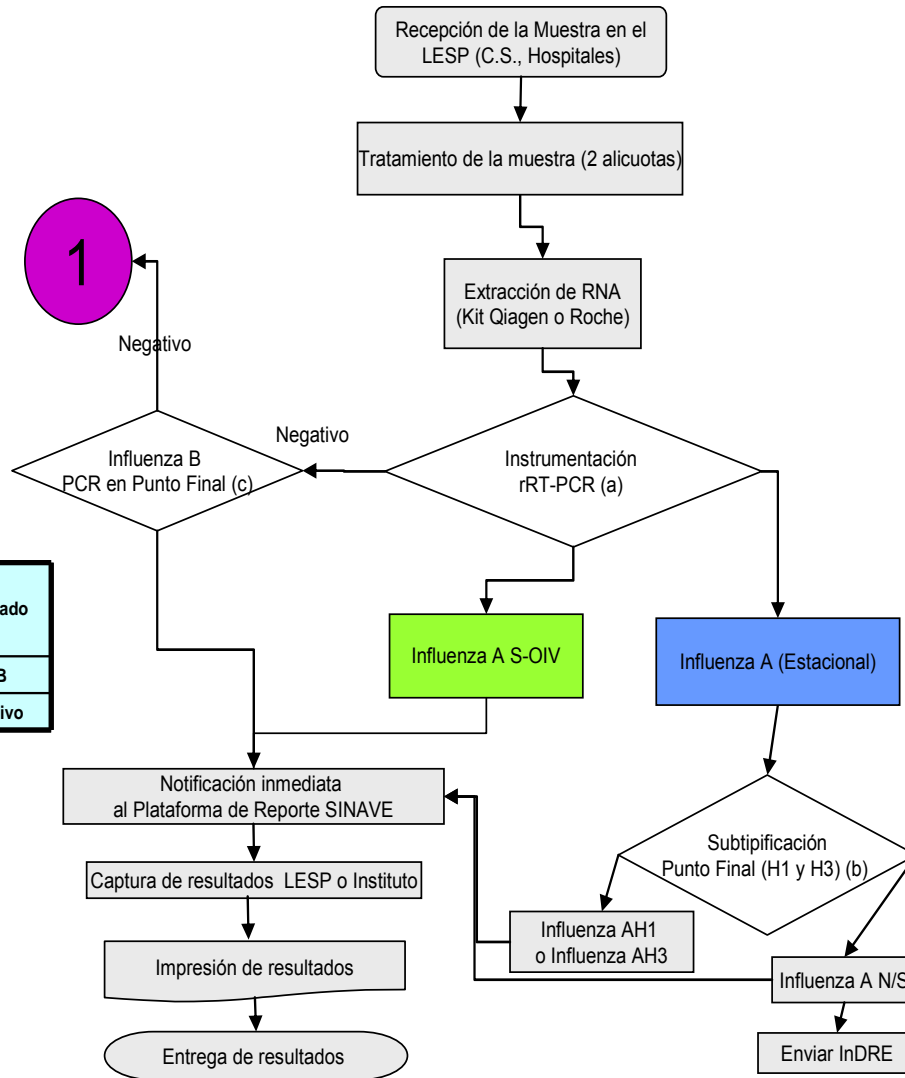 Recepción de la Muestra en el
LESP (C.S., Hospitales)
Tratamiento de la muestra (2 alicuotas)
1
Extracción de RNA
(Kit Qiagen o Roche)
Negativo
Negativo
Influenza B
PCR en Punto Final (c)
Instrumentación
rRT-PCR (a)
ado
B
ivo
Influenza A S-OIV
Influenza A (Estacional)
Notificación inmediata
al Plataforma de Reporte SINAVE
Subtipificación
Punto Final (H1 y H3) (b)
Captura de resultados LESP o Instituto
Influenza AH1
o Influenza AH3
Impresión de resultados
Influenza A N/S
Entrega de resultados
Enviar InDRE